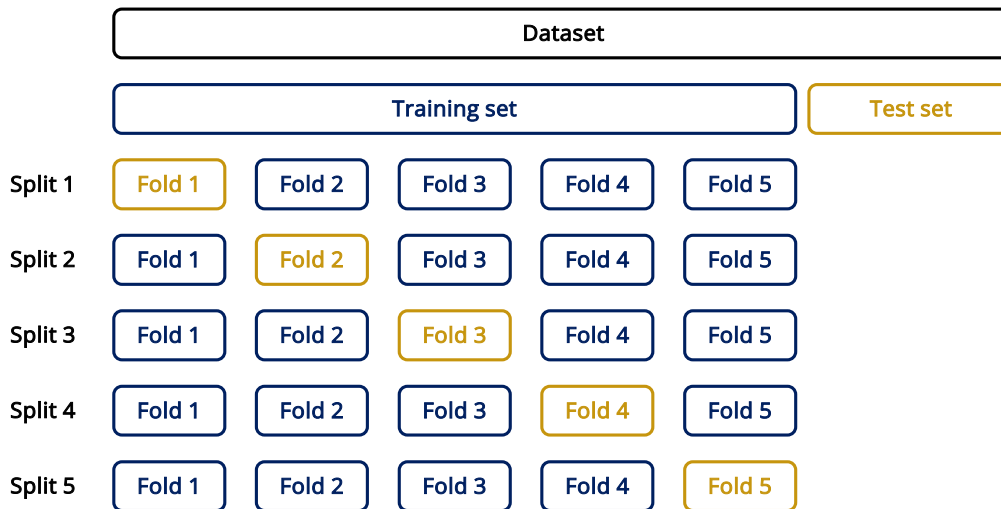 Dataset
Training set Test set
Split 1 Fold 1 Fold 2 Fold 3 Fold 4 Fold 5
Split 2 Fold 1 Fold 2 Fold 3 Fold 4 Fold 5
Split 3 Fold 1 Fold 2 Fold 3 Fold 4 Fold 5
Split 4 Fold 1 Fold 2 Fold 3 Fold 4 Fold 5
Split 5 Fold 1 Fold 2 Fold 3 Fold 4 Fold 5